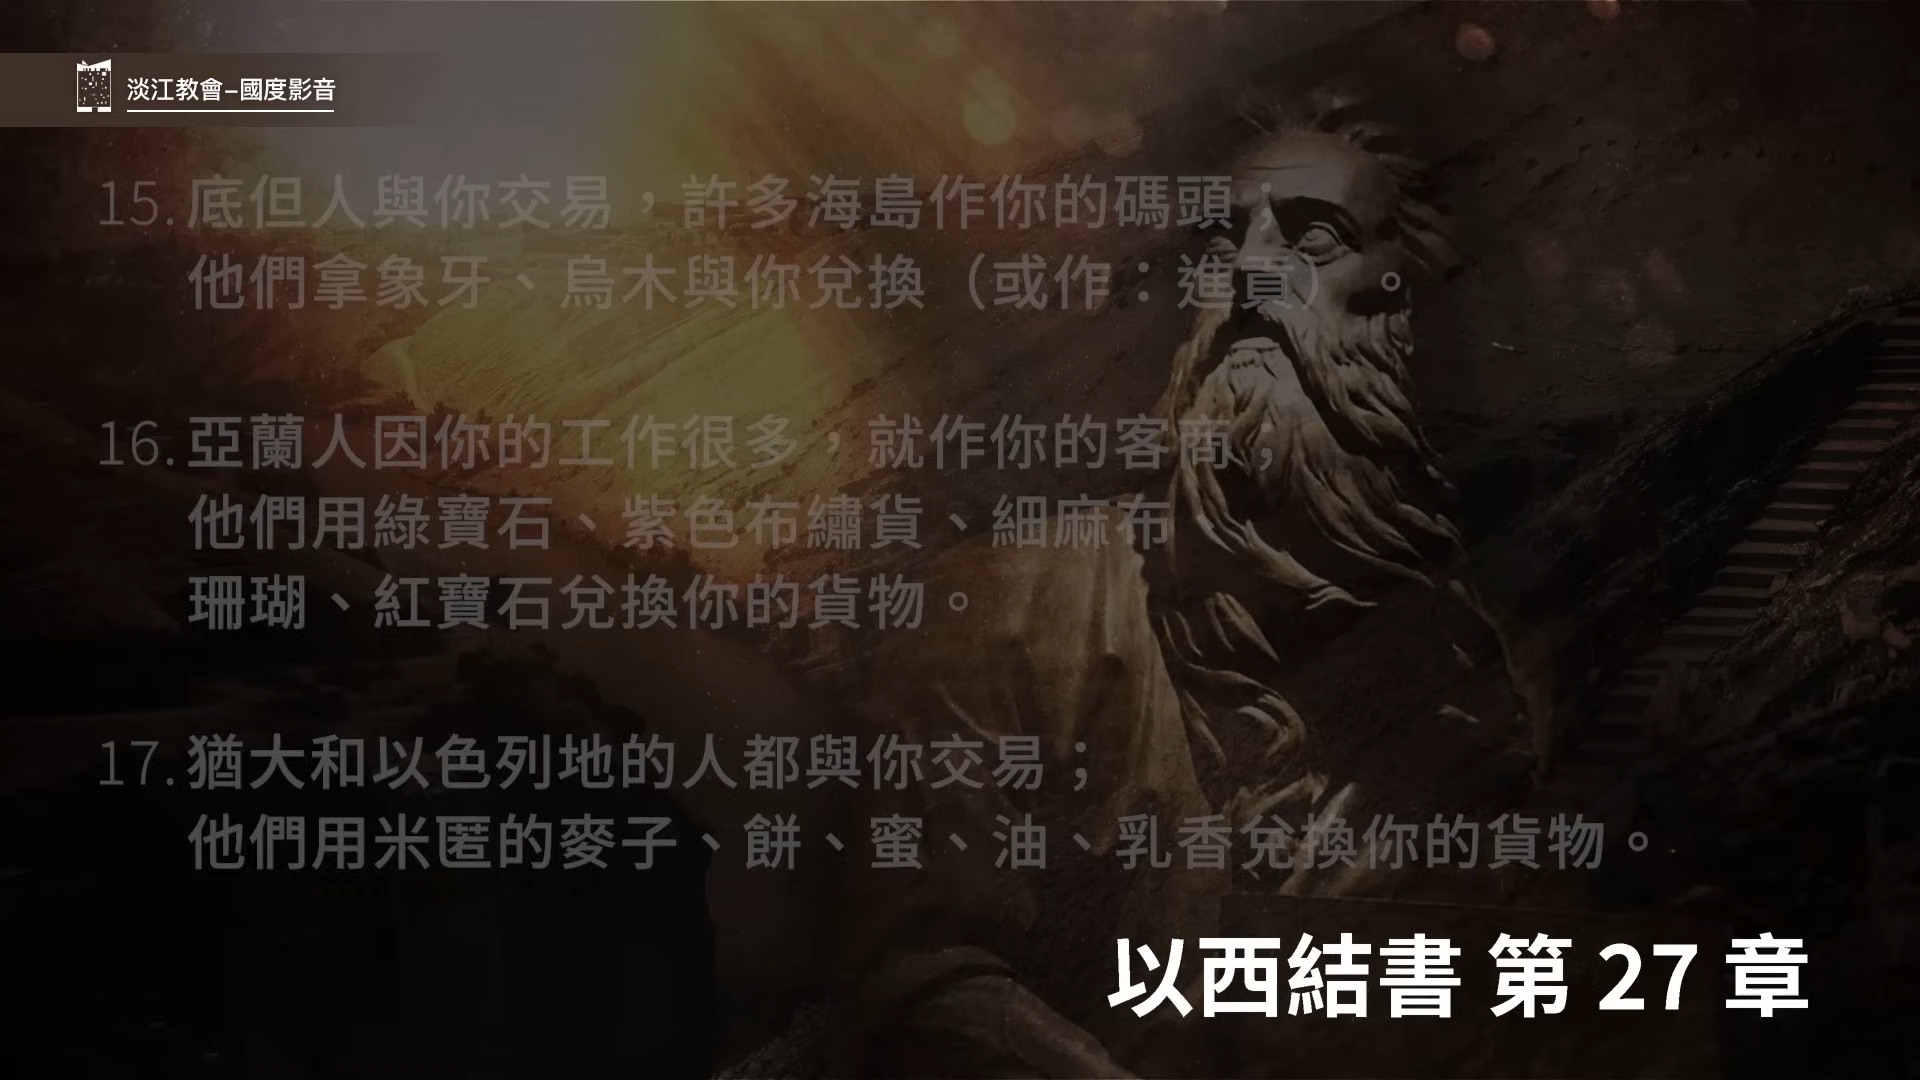 淡江教會–國度影音
15. 底但人與你交易，許多海島作你的碼頭；
他們拿象牙、烏木與你兌換（或作：進貢）。
16. 亞蘭人因你的工作很多，就作你的客商；
他們用綠寶石、紫色布繡貨、細麻布
珊瑚、紅寶石兌換你的貨物。
17. 猶大和以色列地的人都與你交易；
他們用米匿的麥子、餅、蜜、油、乳香兌換你的貨物。
以西結書 第 27 章